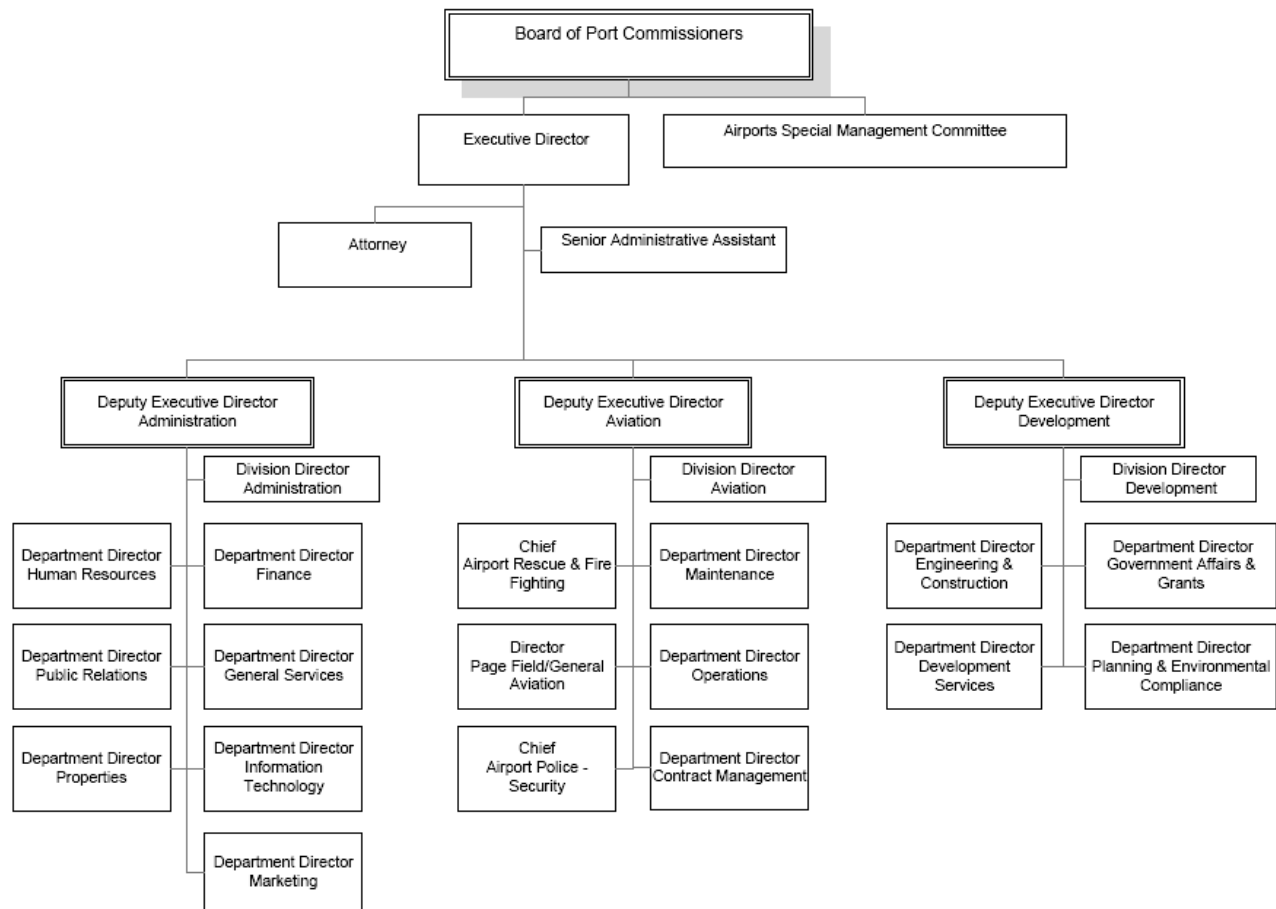 Board of Port Commissioners
Executive Director
Airports Special Management Committee
Attorney
Senior Administrative Assistant
Deputy Executive Director
Administration
Deputy Executive Director
Aviation
Deputy Executive Director
Development
Division Director
Administration
Division Director
Aviation
Division Director
Development
Department Director
Human Resources
Department Director
Finance
Chief
Airport Rescue & Fire
Fighting
Department Director
Maintenance
Department Director
Engineering &
Construction
Department Director
Government Affairs &
Grants
Department Director
Public Relations
Department Director
General Services
Director
Page Field/General
Aviation
Department Director
Operations
Department Director
Development
Services
Department Director
Planning & Environmental
Compliance
Department Director
Properties
Department Director
Information
Technology
Chief
Airport Police -
Security
Department Director
Contract Management
Department Director
Marketing